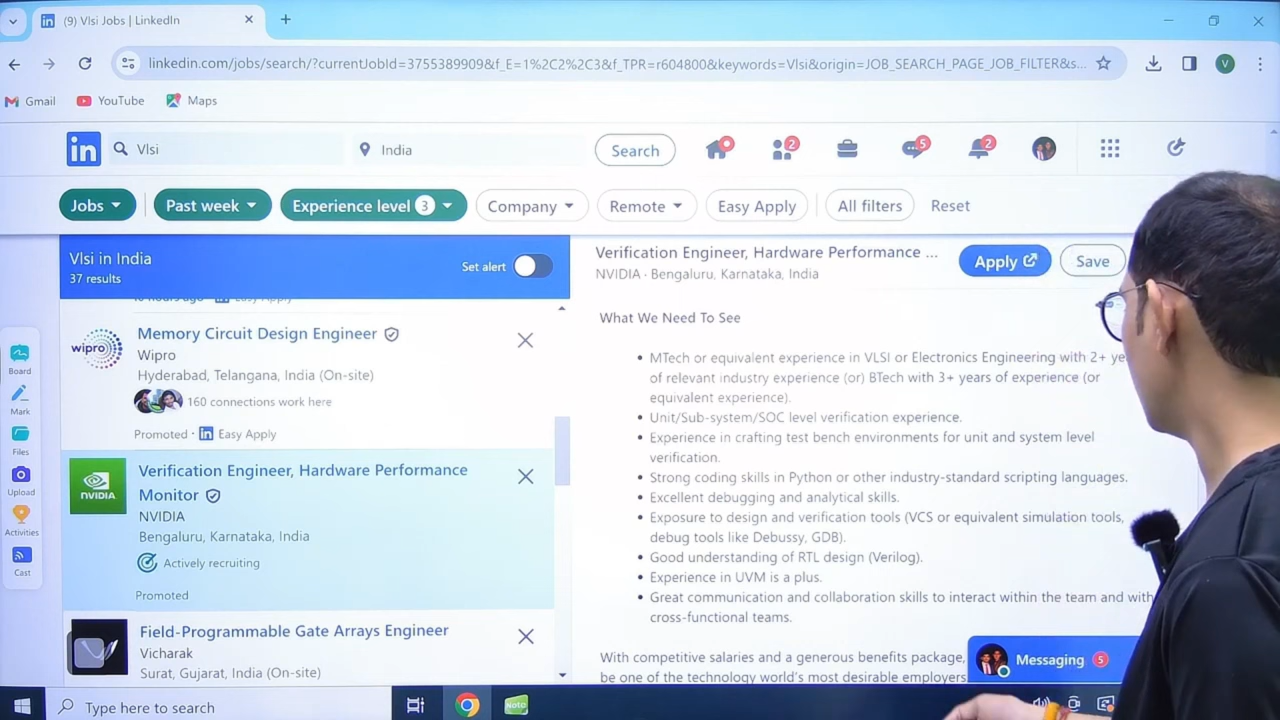 (9) Vlsi Jobs | LinkedIn
linkedin.com/jobs/search/?currentJobId=3755389909&f_E=1%2C2%2C3&f_TPR=r604800&keywords=Vlsi&origin=JOB_SEARCH_PAGE_JOB_FILTER&s...
V
Gmail YouTube Maps
in Vlsi India Search 2 5 2
Jobs Past week Experience level 3 Company Remote Easy Apply All filters Reset
Vlsi in India
37 results
Set alert
Easy Apply
wipro
Memory Circuit Design Engineer
Wipro
Hyderabad, Telangana, India (On-site)
160 connections work here
Promoted · in Easy Apply
NVIDIA
Verification Engineer, Hardware Performance
Monitor
NVIDIA
Bengaluru, Karnataka, India
Actively recruiting
Promoted
Field-Programmable Gate Arrays Engineer
Vicharak
Surat, Gujarat, India (On-site)
Verification Engineer, Hardware Performance ...
NVIDIA · Bengaluru, Karnataka, India
Apply
Save
What We Need To See
• MTech or equivalent experience in VLSI or Electronics Engineering with 2+
of relevant industry experience (or) BTech with 3+ years of experience (or
equivalent experience).
• Unit/Sub-system/SOC level verification experience.
• Experience in crafting test bench environments for unit and system level
verification.
• Strong coding skills in Python or other industry-standard scripting languages.
• Excellent debugging and analytical skills.
• Exposure to design and verification tools (VCS or equivalent simulation tools,
debug tools like Debussy, GDB).
• Good understanding of RTL design (Verilog).
• Experience in UVM is a plus.
• Great communication and collaboration skills to interact within the team and with
cross-functional teams.
With competitive salaries and a generous benefits package,
be one of the technology world's most desirable employers
Messaging 5
Board
Mark
Files
Upload
Activities
Cast
Type here to search
Note